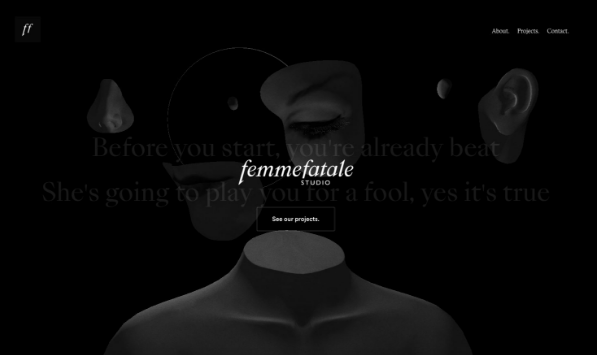 ff
About. Projects. Contact.
Before you start, you're already beat
femmefatale
STUDIO
She's going to play you for a fool, yes it's true
See our projects.